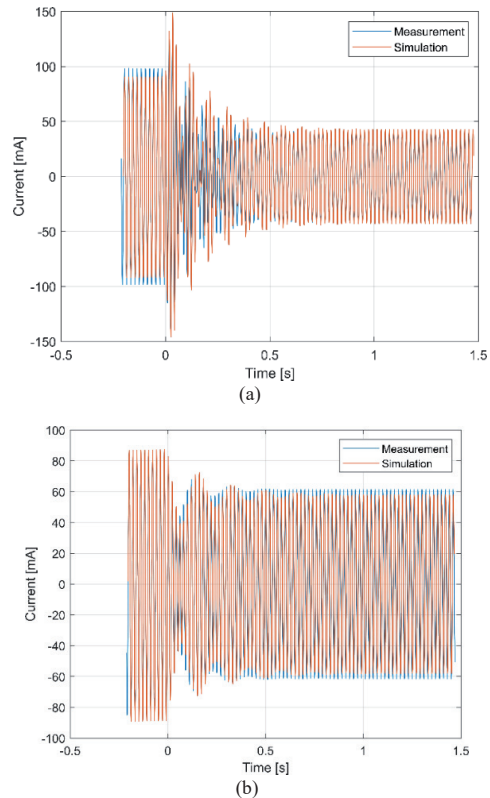 150
Measurement
Simulation
100
50
0
-50
-100
-150
Current [mA]
-0.5
0
0.5
1
1.5
Time [s]
(a)
100
Measurement
Simulation
80
60
40
20
0
-20
-40
-60
-80
-100
Current [mA]
-0.5
0
0.5
1
1.5
Time [s]
(b)